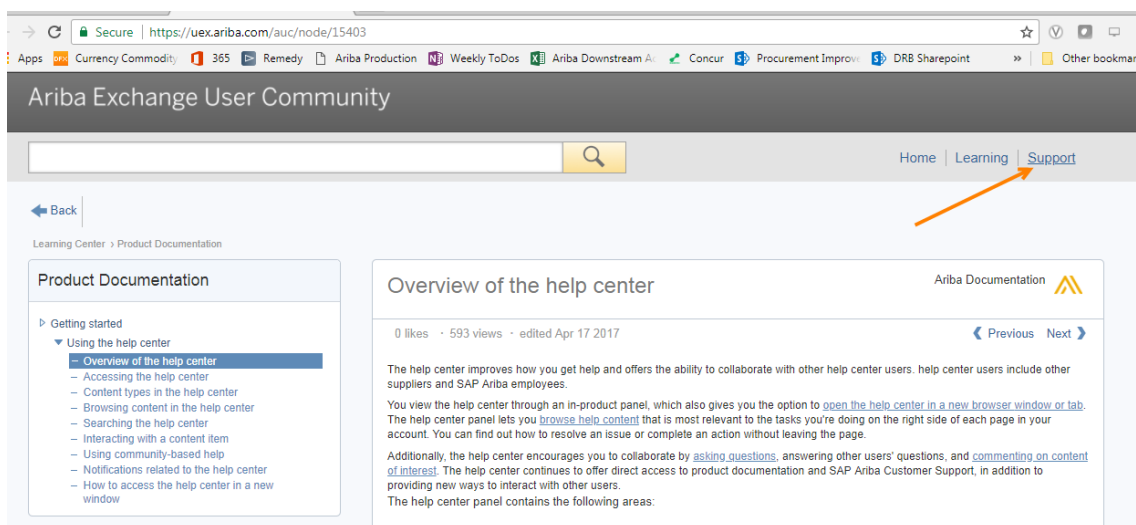 Secure | https://uex.ariba.com/auc/node/15403
Apps DRX Currency Commodity 365 Remedy Ariba Production Weekly ToDos Ariba Downstream Concur Procurement Improv DRB Sharepoint » Other bookmar
Ariba Exchange User Community
Home | Learning | Support
Back
Learning Center › Product Documentation
Product Documentation
Getting started
Using the help center
– Overview of the help center
– Accessing the help center
– Content types in the help center
– Browsing content in the help center
– Searching the help center
– Interacting with a content item
– Using community-based help
– Notifications related to the help center
– How to access the help center in a new
window
Overview of the help center
Ariba Documentation
0 likes · 593 views · edited Apr 17 2017
Previous Next
The help center improves how you get help and offers the ability to collaborate with other help center users. help center users include other
suppliers and SAP Ariba employees.
You view the help center through an in-product panel, which also gives you the option to open the help center in a new browser window or tab.
The help center panel lets you browse help content that is most relevant to the tasks you're doing on the right side of each page in your
account. You can find out how to resolve an issue or complete an action without leaving the page.
Additionally, the help center encourages you to collaborate by asking questions, answering other users' questions, and commenting on content
of interest. The help center continues to offer direct access to product documentation and SAP Ariba Customer Support, in addition to
providing new ways to interact with other users.
The help center panel contains the following areas: